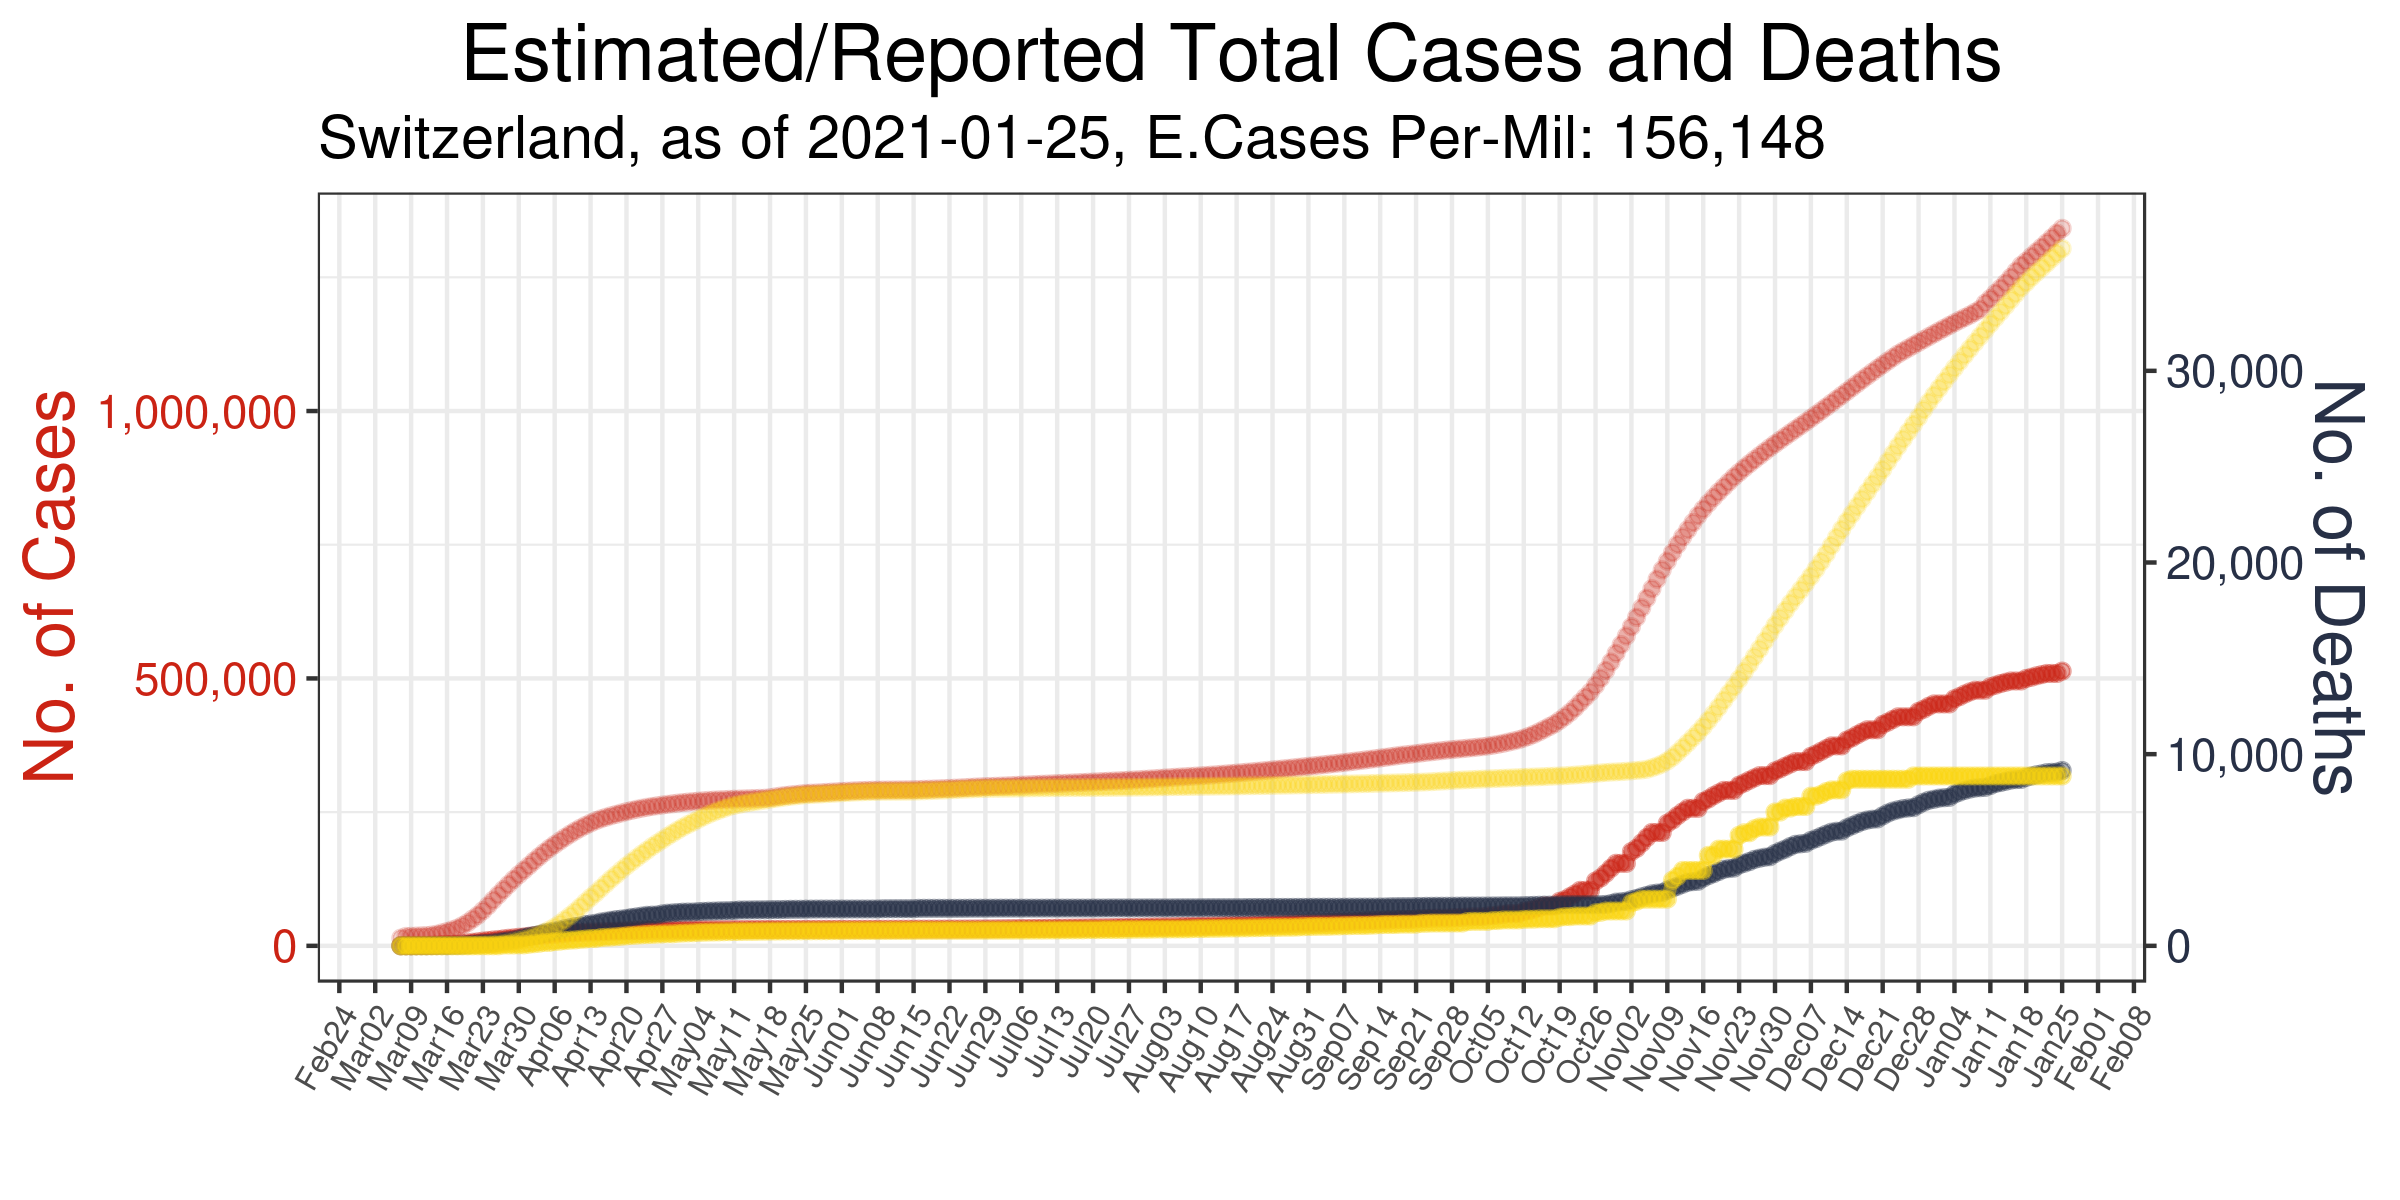 Estimated/Reported Total Cases and Deaths
Switzerland, as of 2021-01-25, E.Cases Per-Mil: 156,148
No. of Cases
1,000,000
500,000
0
30,000
20,000
10,000
0
No. of Deaths
Feb24
Mar02
Mar09
Mar16
Mar23
Mar30
Apr06
Apr13
Apr20
Apr27
May04
May11
May18
May25
Jun01
Jun08
Jun15
Jun22
Jun29
Jul06
Jul13
Jul20
Jul27
Aug03
Aug10
Aug17
Aug24
Aug31
Sep07
Sep14
Sep21
Sep28
Oct05
Oct12
Oct19
Oct26
Nov02
Nov09
Nov16
Nov23
Nov30
Dec07
Dec14
Dec21
Dec28
Jan04
Jan11
Jan18
Jan25
Feb01
Feb08